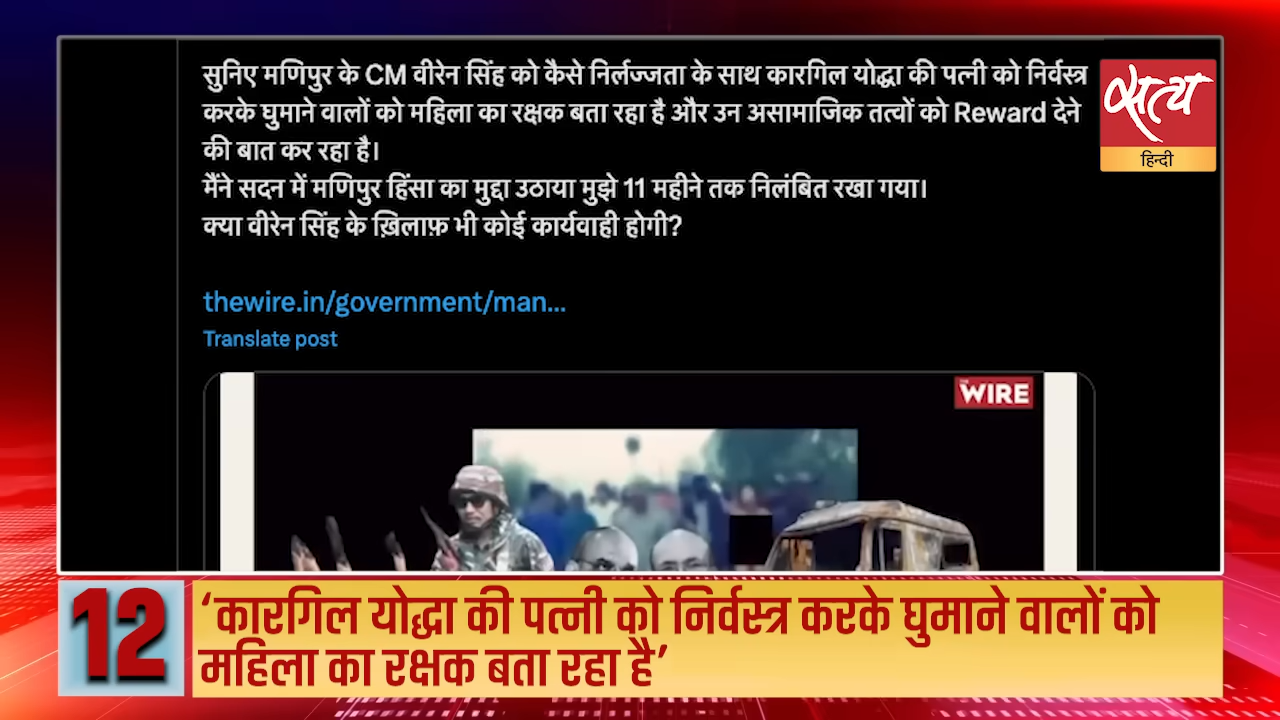 सुनिए मणिपुर के CM वीरेन सिंह को कैसे निर्लज्जता के साथ कारगिल योद्धा की पत्नी को निर्वस्त्र
करके घुमाने वालों को महिला का रक्षक बता रहा है और उन असामाजिक तत्वों को Reward देने
की बात कर रहा है।
मैंने सदन में मणिपुर हिंसा का मुद्दा उठाया मुझे 11 महीने तक निलंबित रखा गया।
क्या वीरेन सिंह के ख़िलाफ़ भी कोई कार्यवाही होगी?
thewire.in/government/man...
Translate post
सत्य
हिन्दी
THE WIRE
12
‘कारगिल योद्धा की पत्नी को निर्वस्त्र करके घुमाने वालों को
महिला का रक्षक बता रहा है’